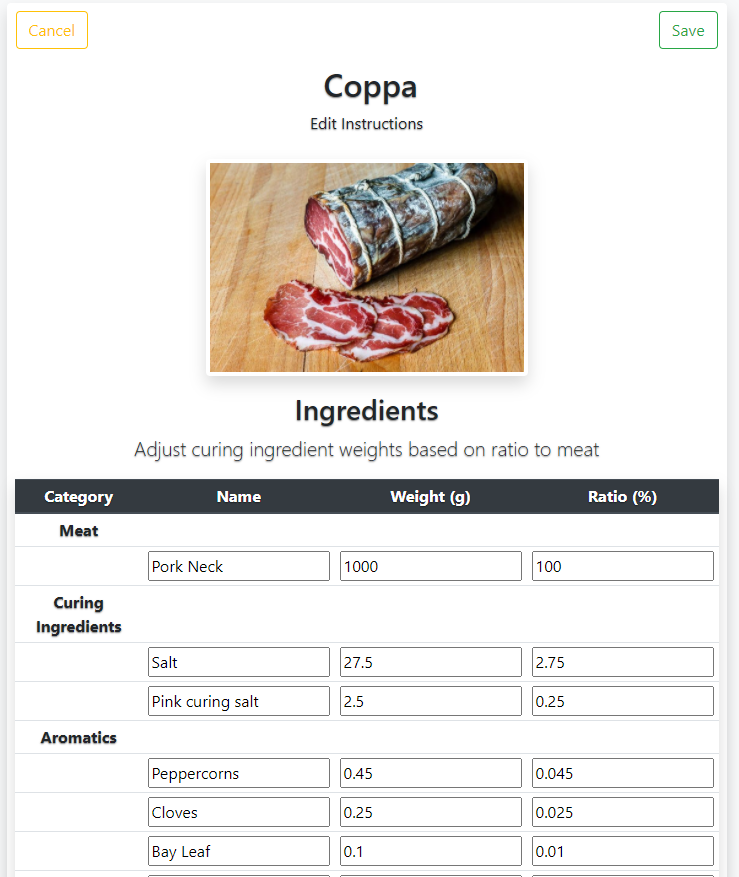 Cancel Save
Coppa
Edit Instructions
Ingredients
Adjust curing ingredient weights based on ratio to meat
Category Name Weight (g) Ratio (%)
Meat
Pork Neck 1000 100
Curing
Ingredients
Salt 27.5 2.75
Pink curing salt 2.5 0.25
Aromatics
Peppercorns 0.45 0.045
Cloves 0.25 0.025
Bay Leaf 0.1 0.01